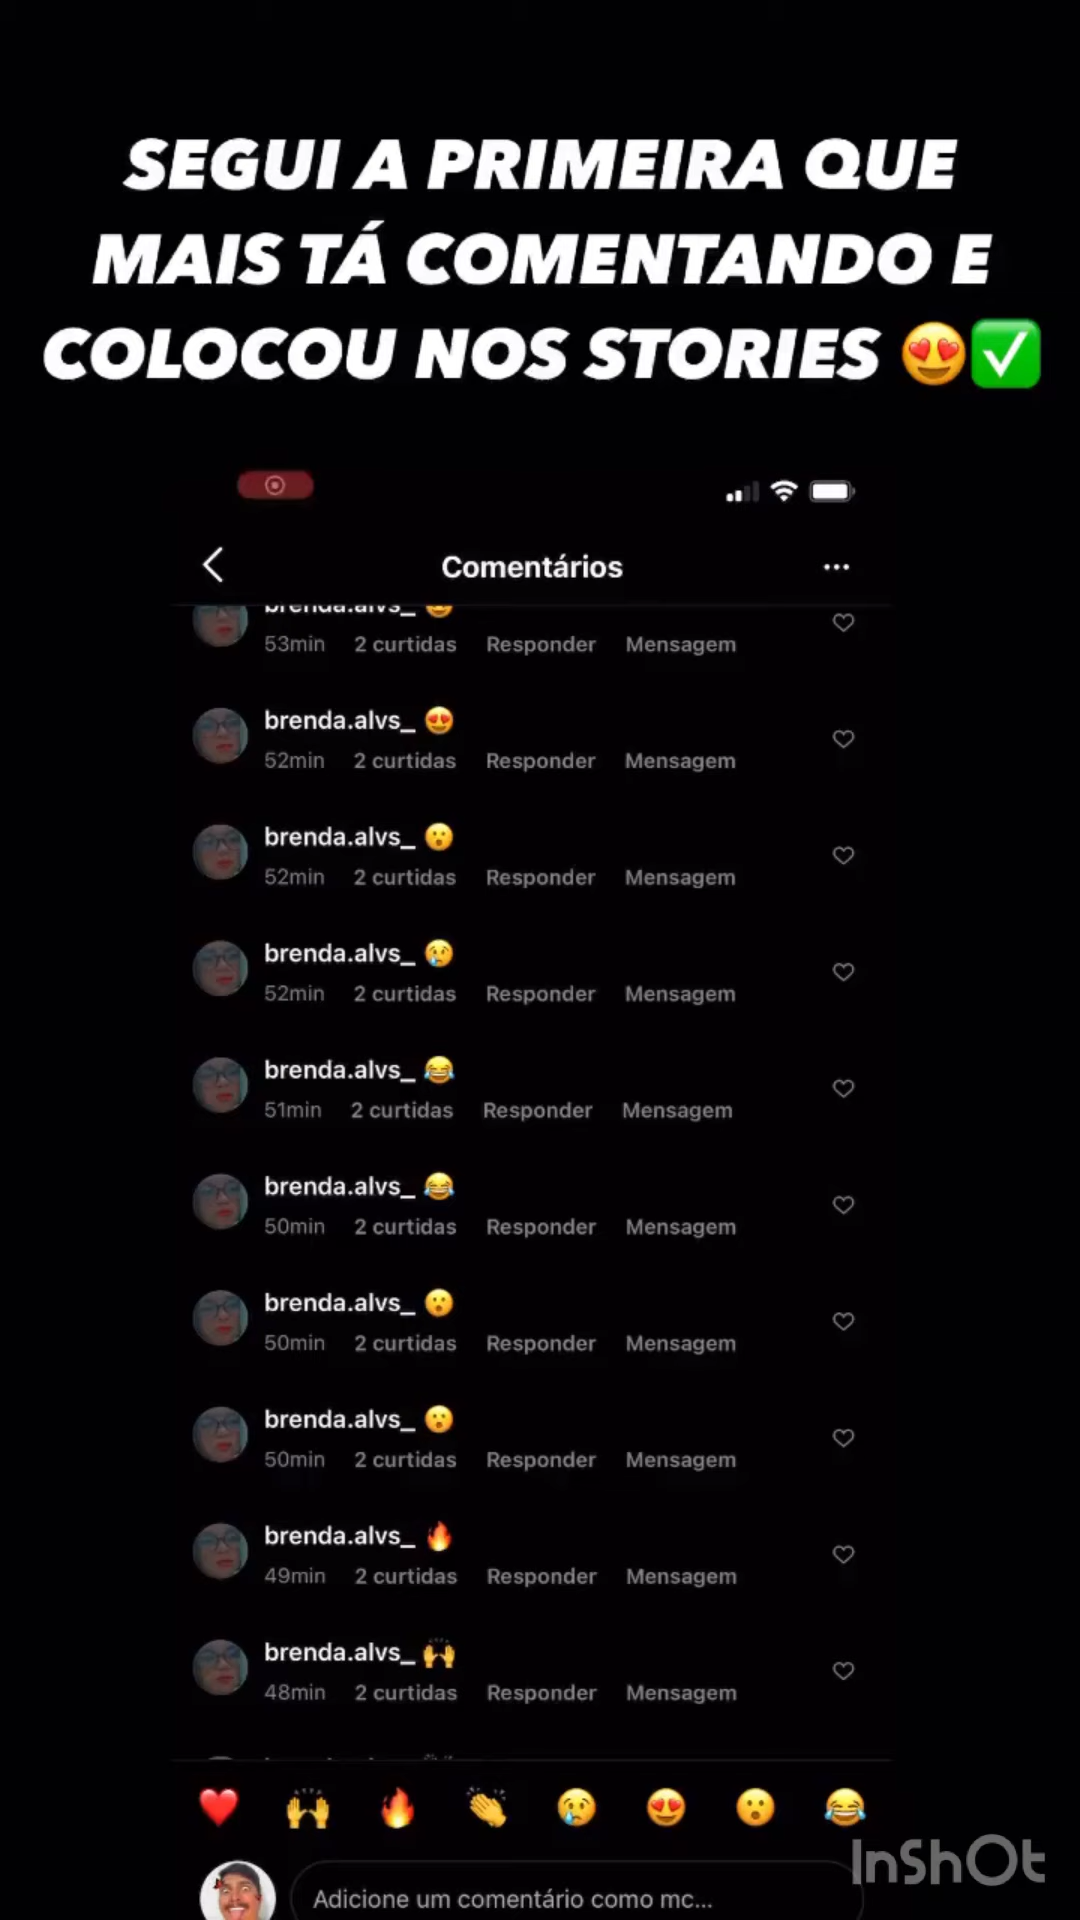 SEGUI A PRIMEIRA QUE
MAIS TÁ COMENTANDO E
COLOCOU NOS STORIES 😍✅
Comentários
brenda.alvs_ 😍
53min 2 curtidas Responder Mensagem
brenda.alvs_ 😍
52min 2 curtidas Responder Mensagem
brenda.alvs_ 😮
52min 2 curtidas Responder Mensagem
brenda.alvs_ 😢
52min 2 curtidas Responder Mensagem
brenda.alvs_ 😂
51min 2 curtidas Responder Mensagem
brenda.alvs_ 😂
50min 2 curtidas Responder Mensagem
brenda.alvs_ 😮
50min 2 curtidas Responder Mensagem
brenda.alvs_ 😮
50min 2 curtidas Responder Mensagem
brenda.alvs_ 🔥
49min 2 curtidas Responder Mensagem
brenda.alvs_ 🙌
48min 2 curtidas Responder Mensagem
❤️ 🙌 🔥 👏 😢 😍 😮 😂
InShOt
Adicione um comentário como mc...